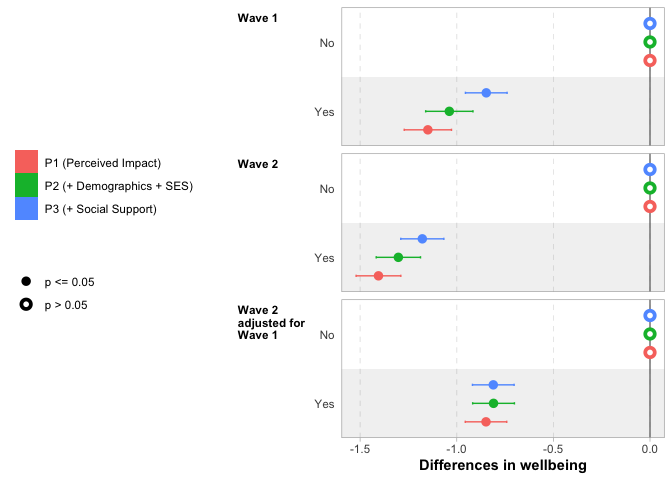 Wave 1
No
Yes
P1 (Perceived Impact)
P2 (+ Demographics + SES)
P3 (+ Social Support)
Wave 2
No
Yes
p <= 0.05
p > 0.05
Wave 2
adjusted for
Wave 1
No
Yes
-1.5 -1.0 -0.5 0.0
Differences in wellbeing